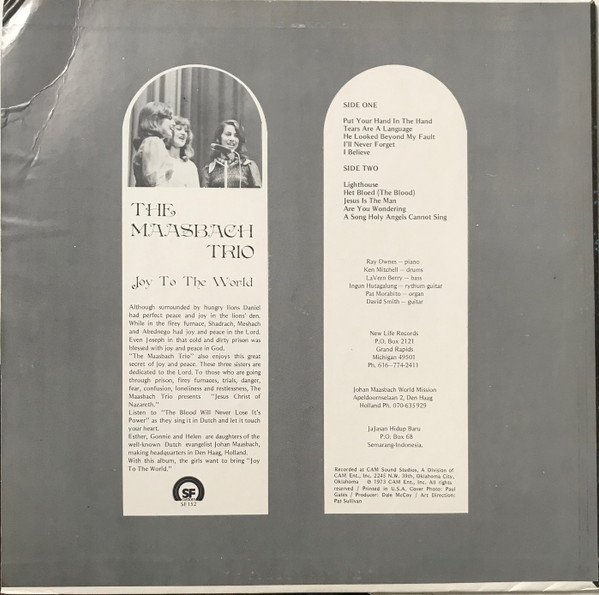 THE
MAASBACH
TRIO
Joy To The World
Although surrounded by hungry lions Daniel
had perfect peace and joy in the lions' den.
While in the firey furnace, Shadrach, Meshach
and Abednego had joy and peace in the Lord.
Even Joseph in that cold and dirty prison was
blessed with joy and peace in God.
"The Maasbach Trio" also enjoys this great
secret of joy and peace. These three sisters are
dedicated to the Lord. To those who are going
through prison, firey furnaces, trials, danger,
fear, confusion, loneliness and restlessness, The
Maasbach Trio presents "Jesus Christ of
Nazareth."
Listen to "The Blood Will Never Lose It's
Power" as they sing it in Dutch and let it touch
your heart.
Esther, Gonnie and Helen are daughters of the
well-known Dutch evangelist Johan Maasbach,
making headquarters in Den Haag, Holland.
With this album, the girls want to bring "Joy
To The World."
SF
SF152
SIDE ONE
Put Your Hand In The Hand
Tears Are A Language
He Looked Beyond My Fault
I'll Never Forget
I Believe
SIDE TWO
Lighthouse
Het Bloed (The Blood)
Jesus Is The Man
Are You Wondering
A Song Holy Angels Cannot Sing
Ray Ownes — piano
Ken Mitchell — drums
LaVern Berry — bass
Ingun Hutagalung — rythum guitar
Pat Morabito — organ
David Smith — guitar
New Life Records
P.O. Box 2121
Grand Rapids
Michigan 49501
Ph. 616-774-2411
Johan Maasbach World Mission
Apeldoornselaan 2, Den Haag
Holland Ph. 070-635929
JaJasan Hidup Baru
P.O. Box 68
Semarang-Indonesia.
Recorded at CAM Sound Studios, A Division of
CAM Ent., Inc. 2245 N.W. 39th, Oklahoma City,
Oklahoma ℗ 1973 CAM Ent., Inc. All rights
reserved / Printed in U.S.A. Cover Photo: Paul
Gates / Producer: Dale McCoy / Art Direction:
Pat Sullivan